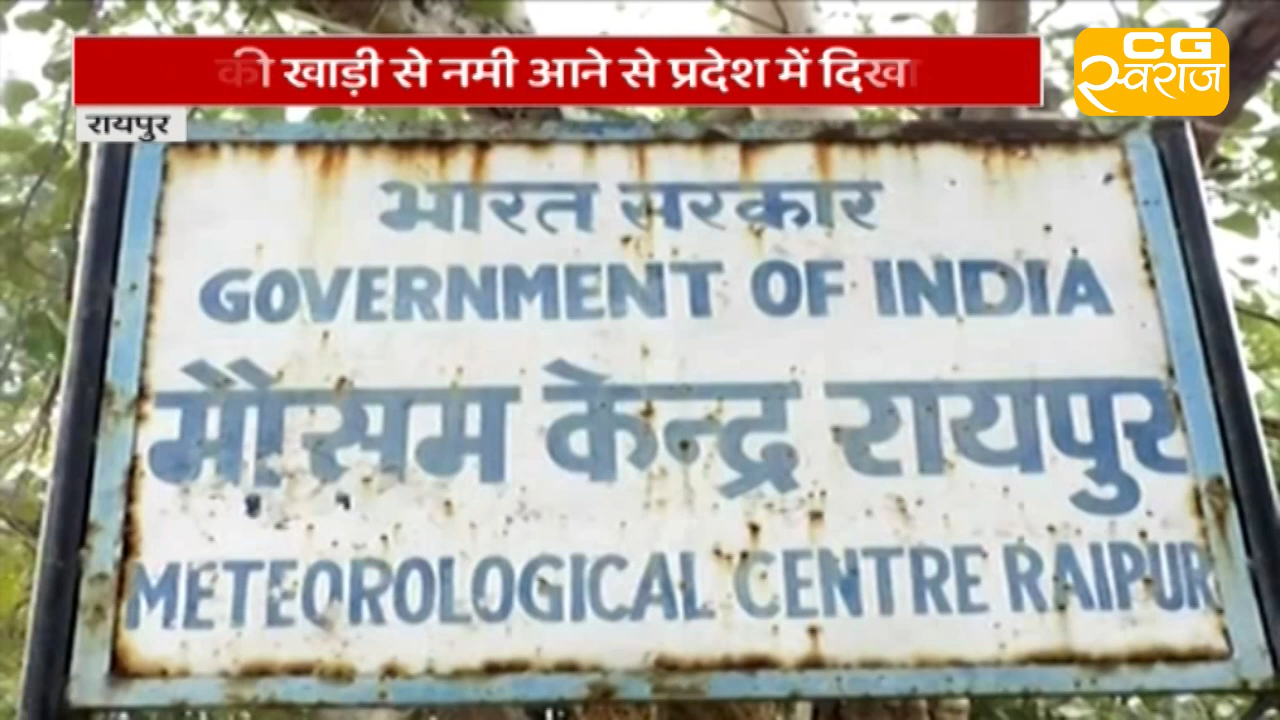 की खाड़ी से नमी आने से प्रदेश में दिखा
CG
स्वराज
रायपुर
भारत सरकार
GOVERNMENT OF INDIA
मौसम केन्द्र रायपुर
METEOROLOGICAL CENTRE RAIPUR